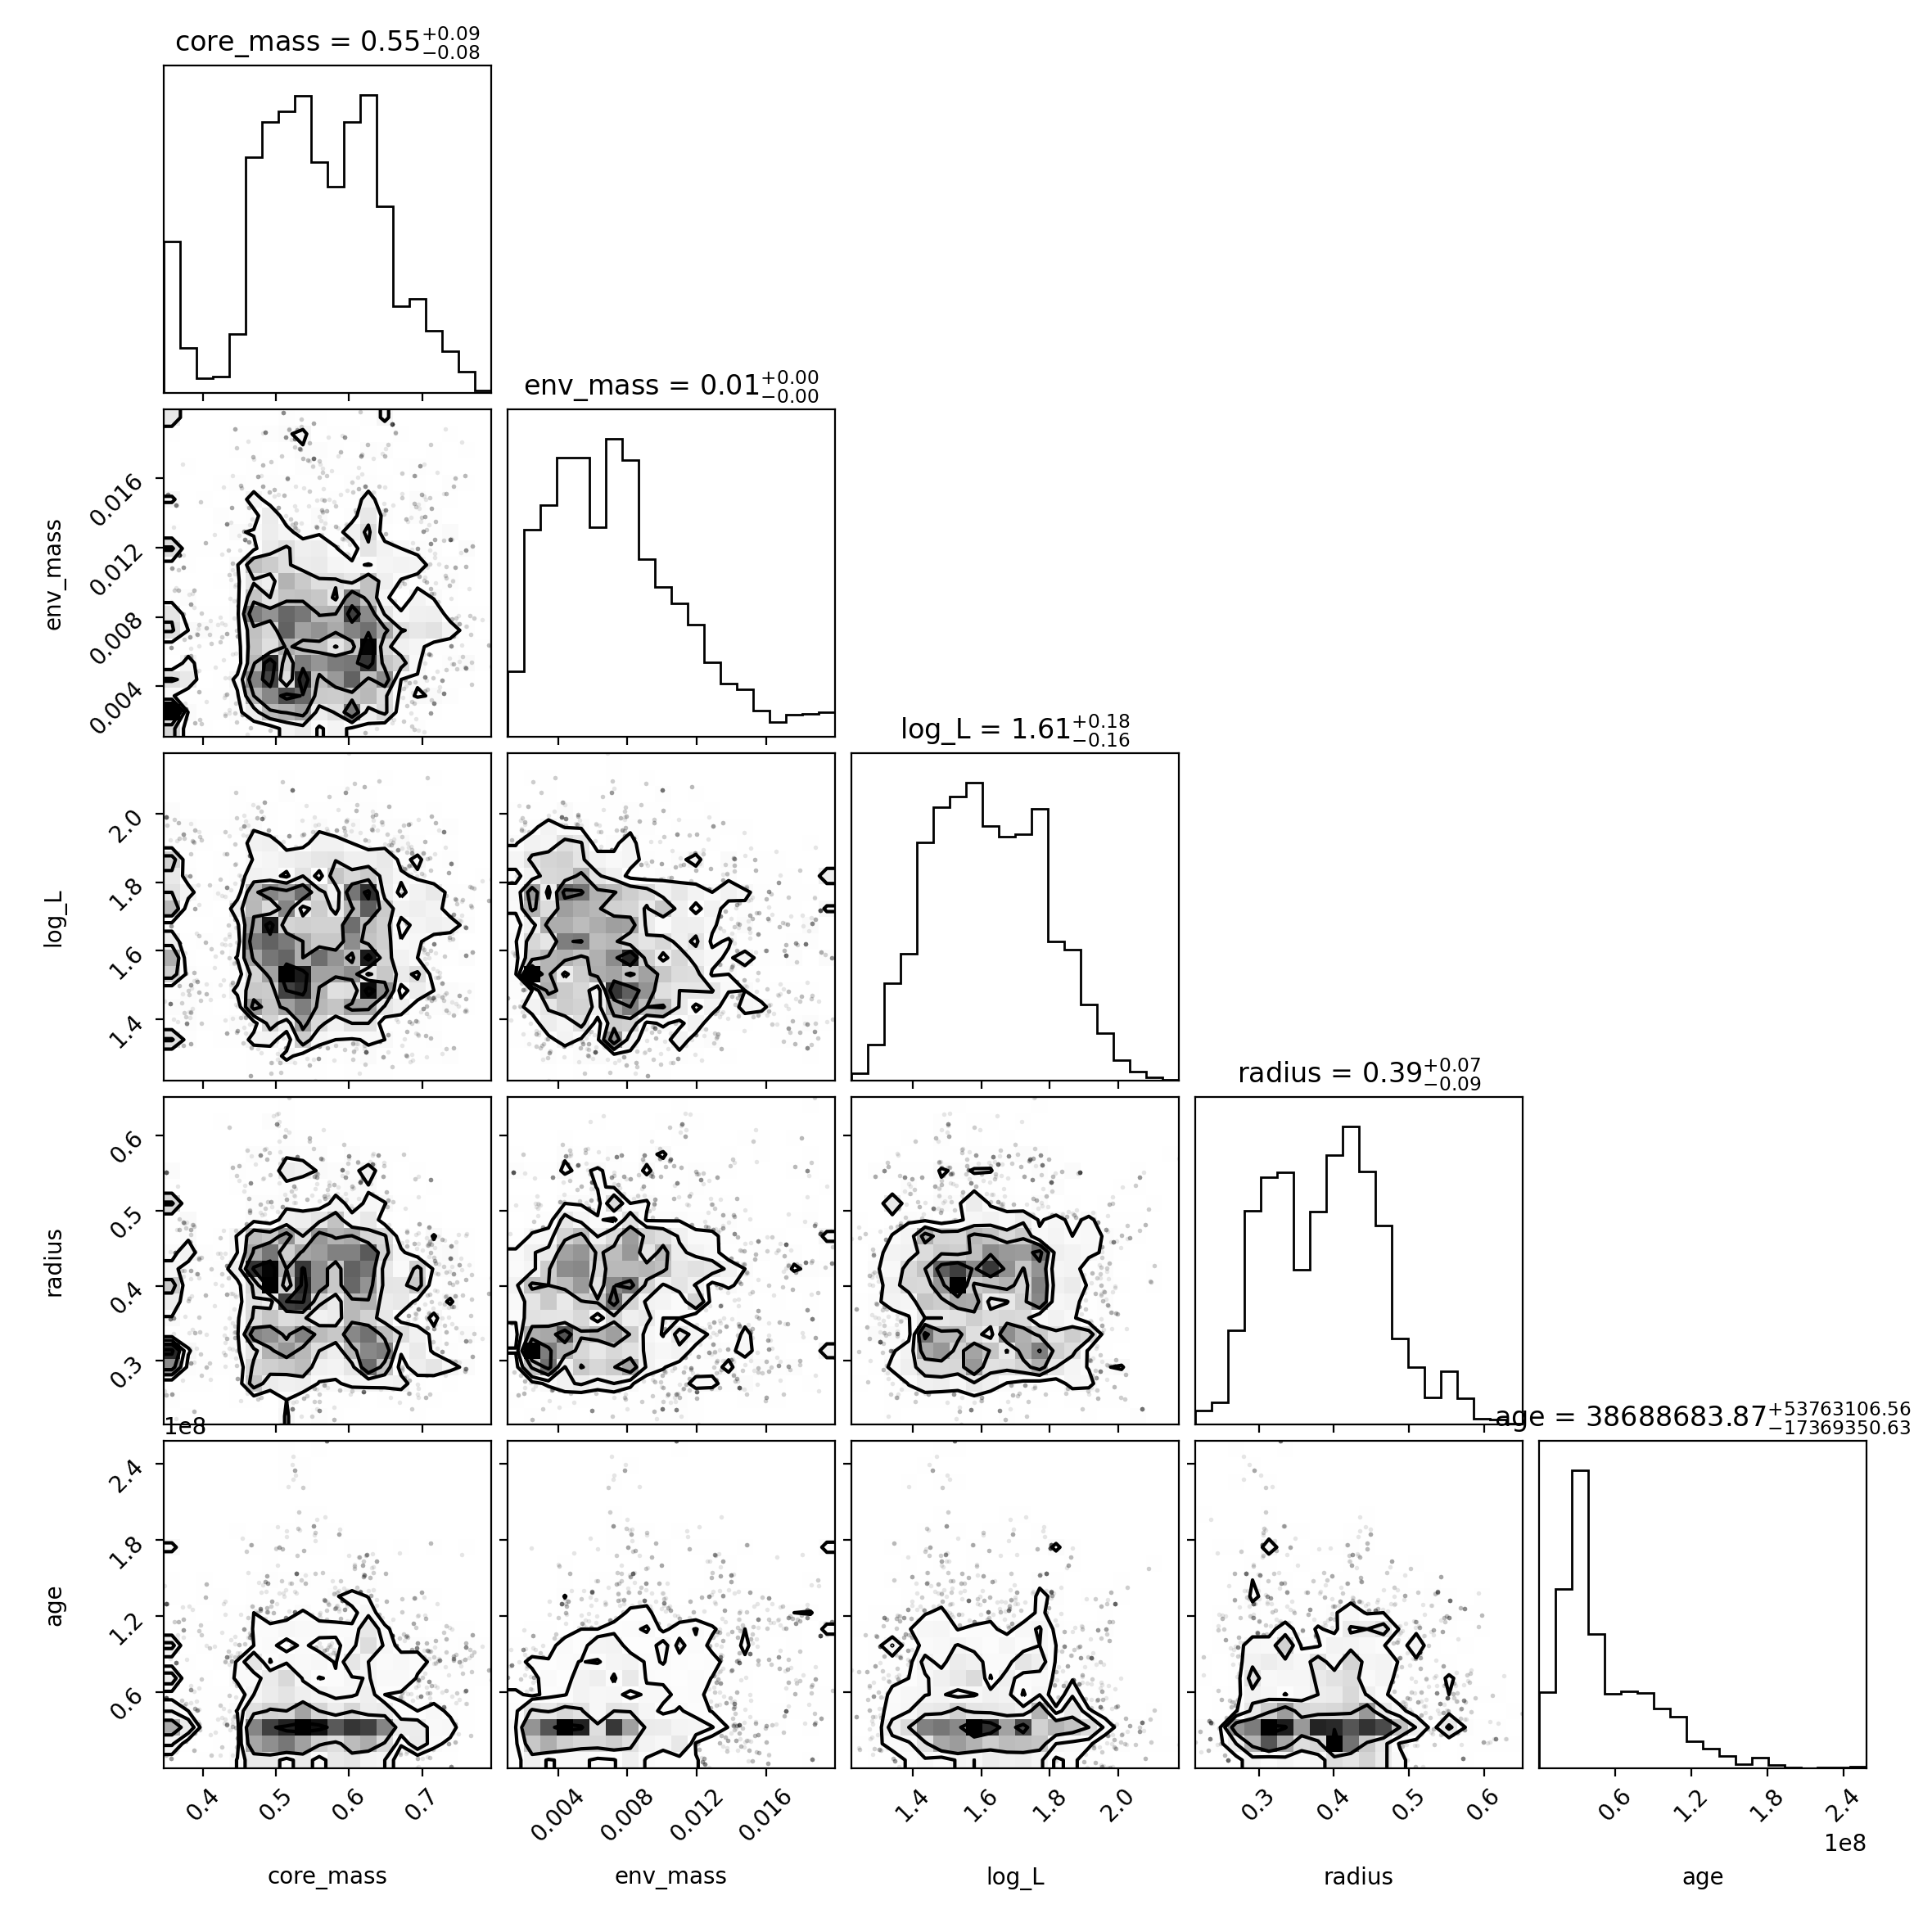 core_mass = 0.55+0.09 −0.08
env_mass = 0.01+0.00 −0.00
0.016
0.012
0.008
0.004
env_mass
log_L = 1.61+0.18 −0.16
2.0
1.8
1.6
1.4
log_L
radius = 0.39+0.07 −0.09
0.6
0.5
0.4
0.3
radius
1e8
age = 38688683.87+53763106.56 −17369350.63
2.4
1.8
1.2
0.6
age
0.4 0.5 0.6 0.7 0.004 0.008 0.012 0.016 1.4 1.6 1.8 2.0 0.3 0.4 0.5 0.6 0.6 1.2 1.8 2.4
1e8
core_mass env_mass log_L radius age